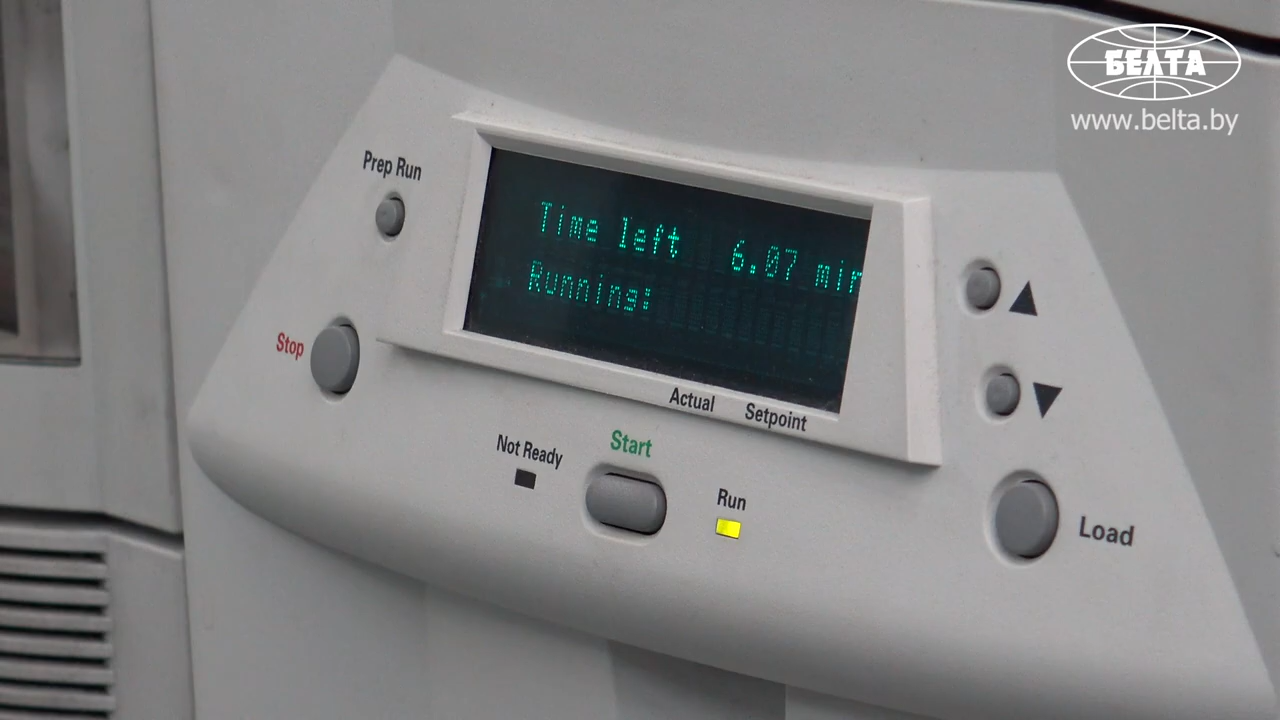 БЕЛТА
www.belta.by
Prep Run
Time left 6.07 min
Running:
Stop
Actual Setpoint
Start
Not Ready
Run
Load